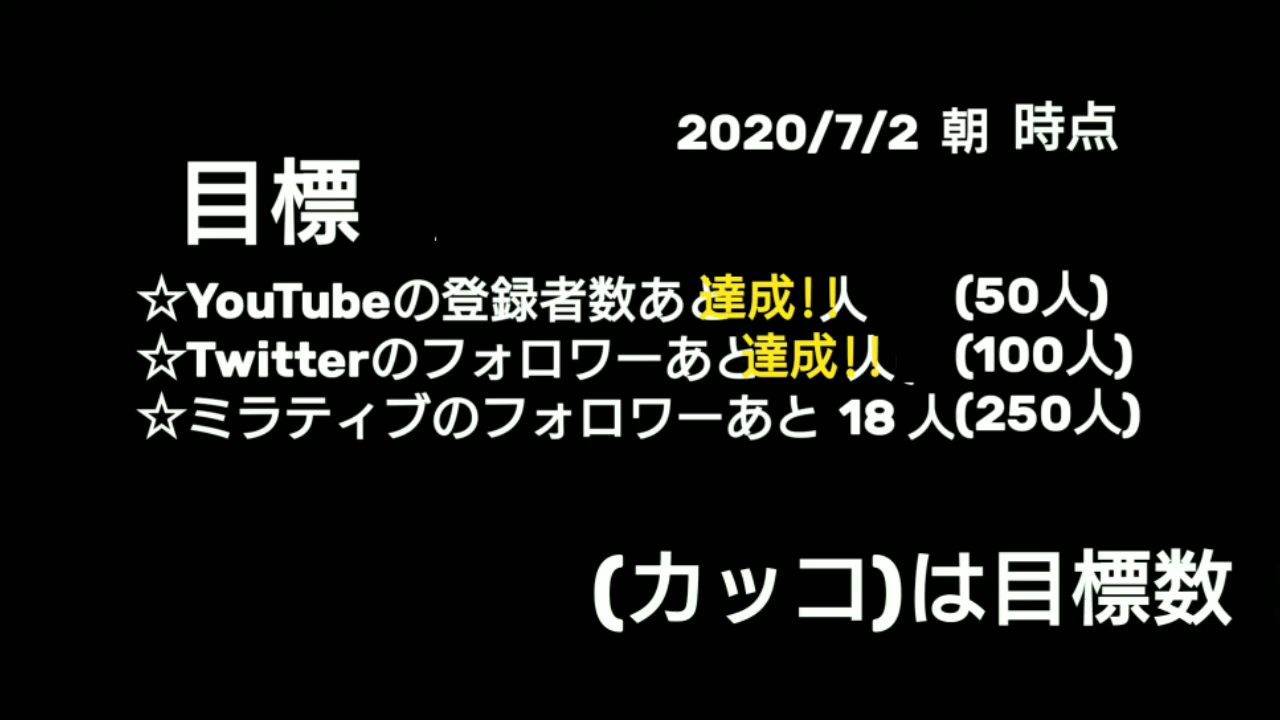 2020/7/2 朝 時点
目標
☆YouTubeの登録者数あと達成!!人 (50人)
☆Twitterのフォロワーあと達成!!人 (100人)
☆ミラティブのフォロワーあと 18 人(250人)
(カッコ)は目標数